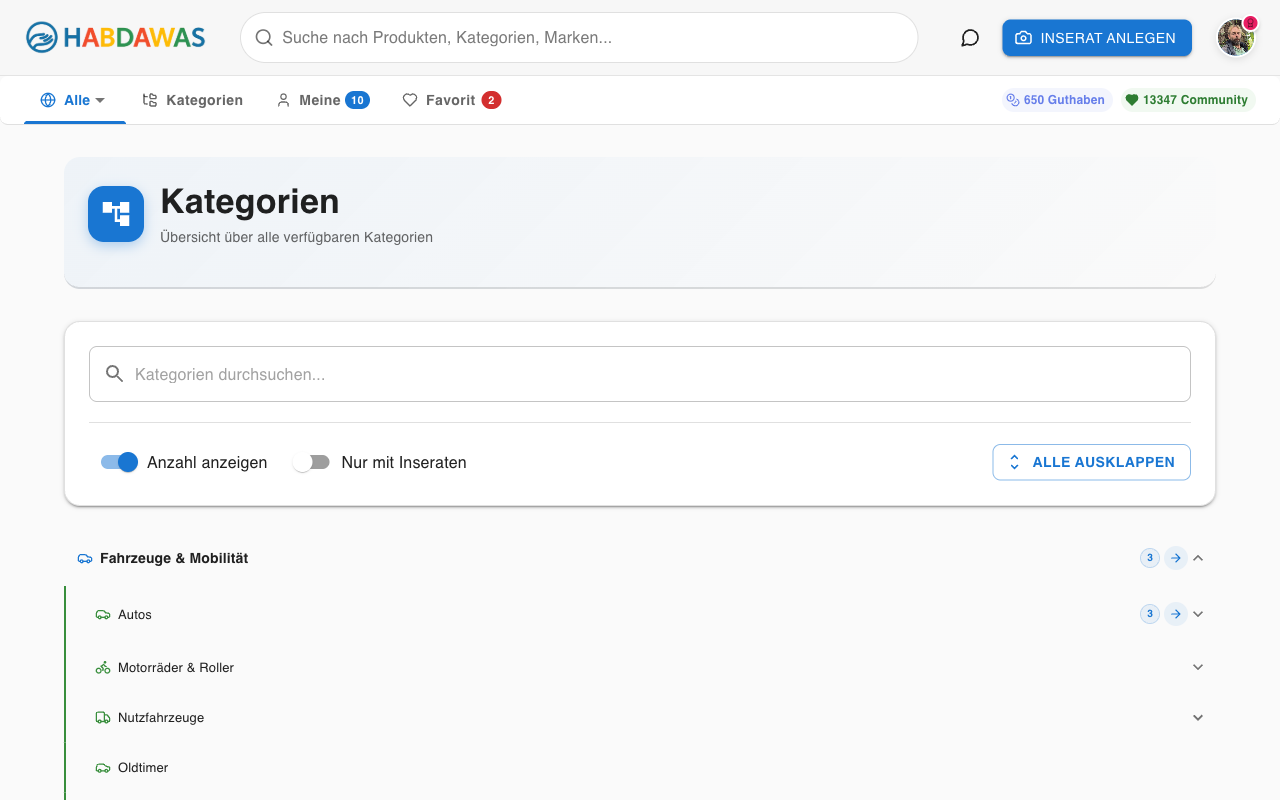 HABDAWAS
Suche nach Produkten, Kategorien, Marken...
INSERAT ANLEGEN
Alle
Kategorien
Meine 10
Favorit 2
650 Guthaben
13347 Community
Kategorien
Übersicht über alle verfügbaren Kategorien
Kategorien durchsuchen...
Anzahl anzeigen
Nur mit Inseraten
ALLE AUSKLAPPEN
Fahrzeuge & Mobilität 3
Autos 3
Motorräder & Roller
Nutzfahrzeuge
Oldtimer